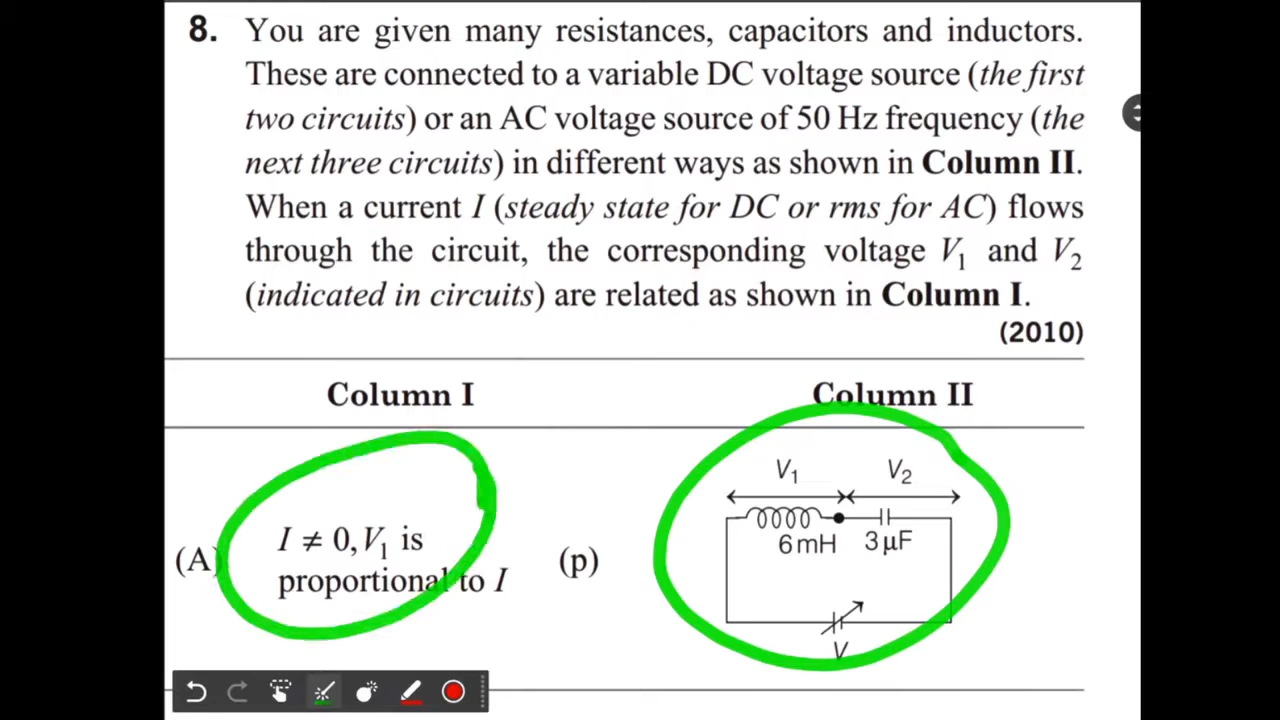 8. You are given many resistances, capacitors and inductors.
These are connected to a variable DC voltage source (the first
two circuits) or an AC voltage source of 50 Hz frequency (the
next three circuits) in different ways as shown in Column II.
When a current I (steady state for DC or rms for AC) flows
through the circuit, the corresponding voltage V₁ and V₂
(indicated in circuits) are related as shown in Column I.
(2010)
Column I Column II
(A) I ≠ 0, V₁ is
proportional to I
(p)
V₁ V₂
6 mH 3 μF
V